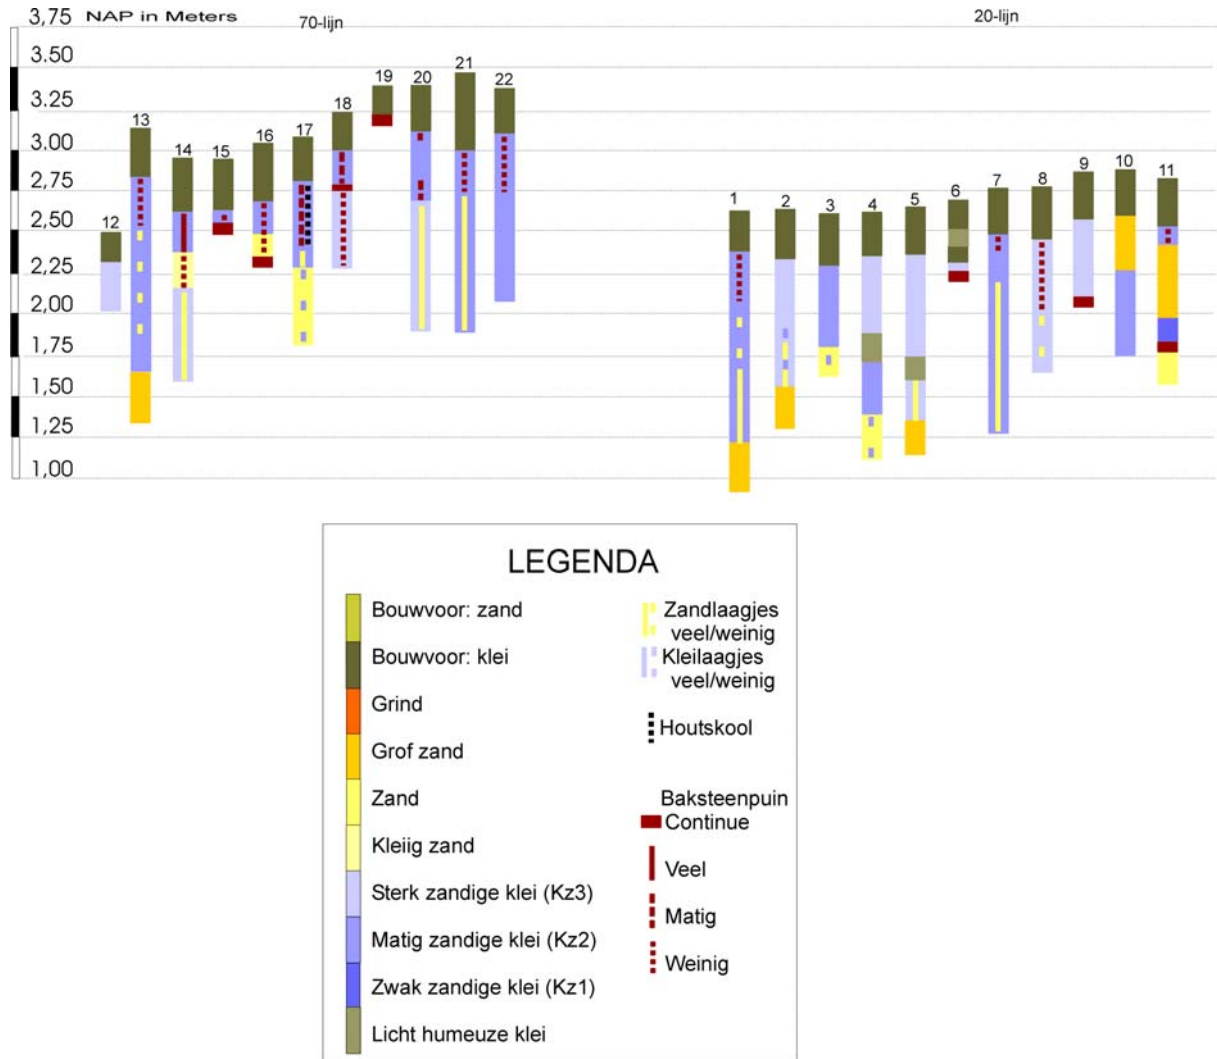 3,75 NAP in Meters 70-lijn 20-lijn
3.50
3.25
3.00
2,75
2.50
2,25
2.00
1,75
1.50
1,25
1,00
12 13 14 15 16 17 18 19 20 21 22
1 2 3 4 5 6 7 8 9 10 11
LEGENDA
Bouwvoor: zand
Bouwvoor: klei
Grind
Grof zand
Zand
Kleiig zand
Sterk zandige klei (Kz3)
Matig zandige klei (Kz2)
Zwak zandige klei (Kz1)
Licht humeuze klei
Zandlaagjes
veel/weinig
Kleilaagjes
veel/weinig
Houtskool
Baksteenpuin
Continue
Veel
Matig
Weinig